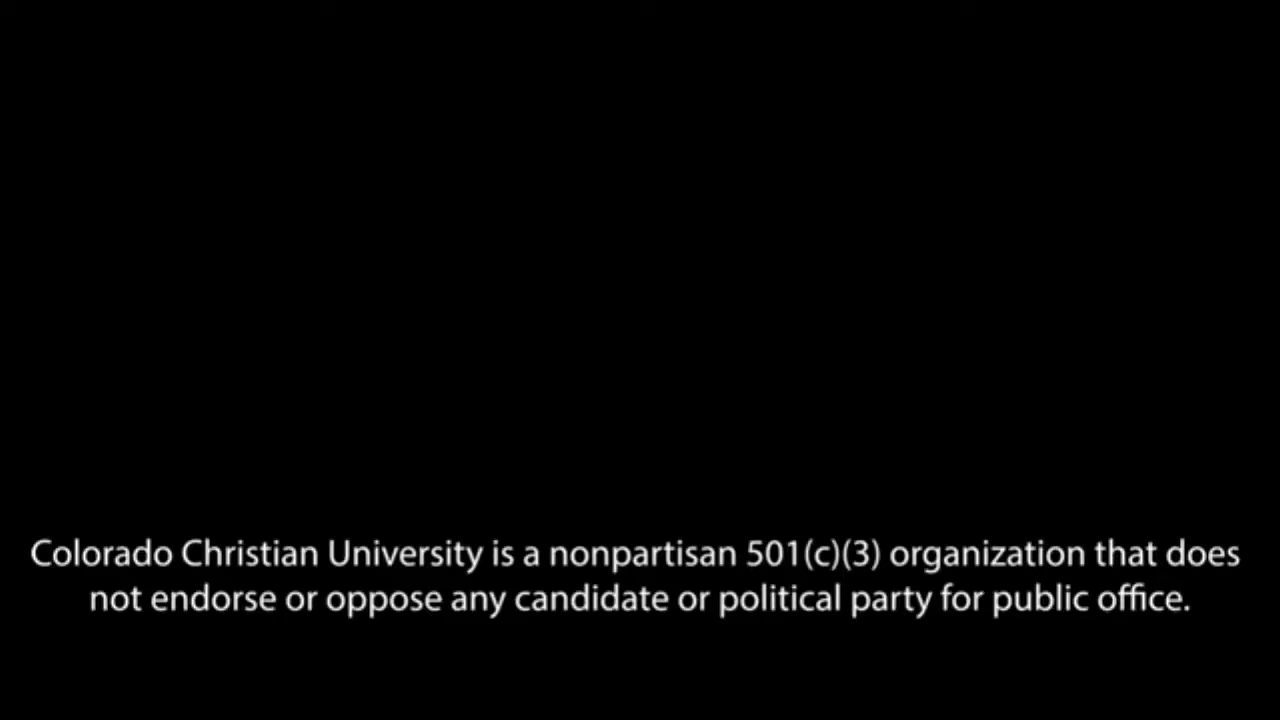 Colorado Christian University is a nonpartisan 501(c)(3) organization that does
not endorse or oppose any candidate or political party for public office.